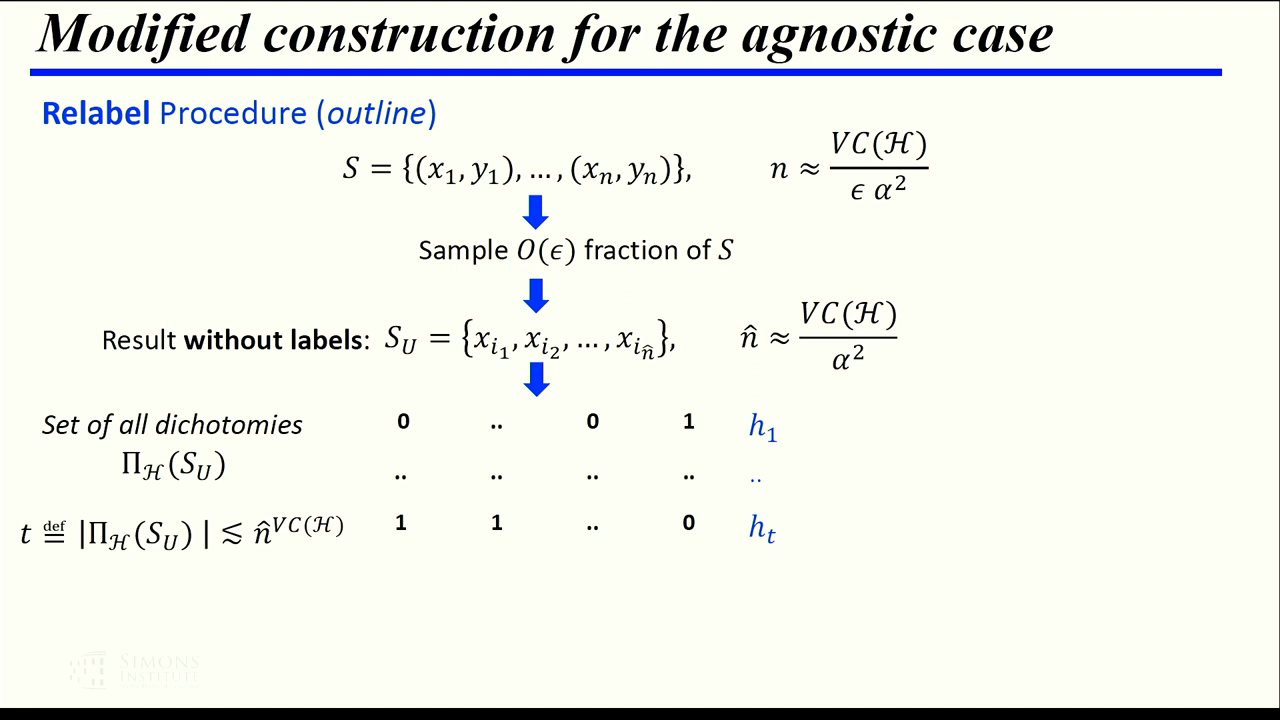 Modified construction for the agnostic case
Relabel Procedure (outline)
S = {(x₁, y₁), … , (xₙ, yₙ)},    n ≈ VC(ℋ) / (ϵ α²)
Sample O(ϵ) fraction of S
Result without labels: S_U = {x_{i₁}, x_{i₂}, … , x_{i_{n̂}}},    n̂ ≈ VC(ℋ) / α²
Set of all dichotomies    0    ..    0    1    h₁
Π_ℋ(S_U)    ..    ..    ..    ..    ..
t ≝ |Π_ℋ(S_U)| ≲ n̂^{VC(ℋ)}    1    1    ..    0    h_t
SIMONS
INSTITUTE